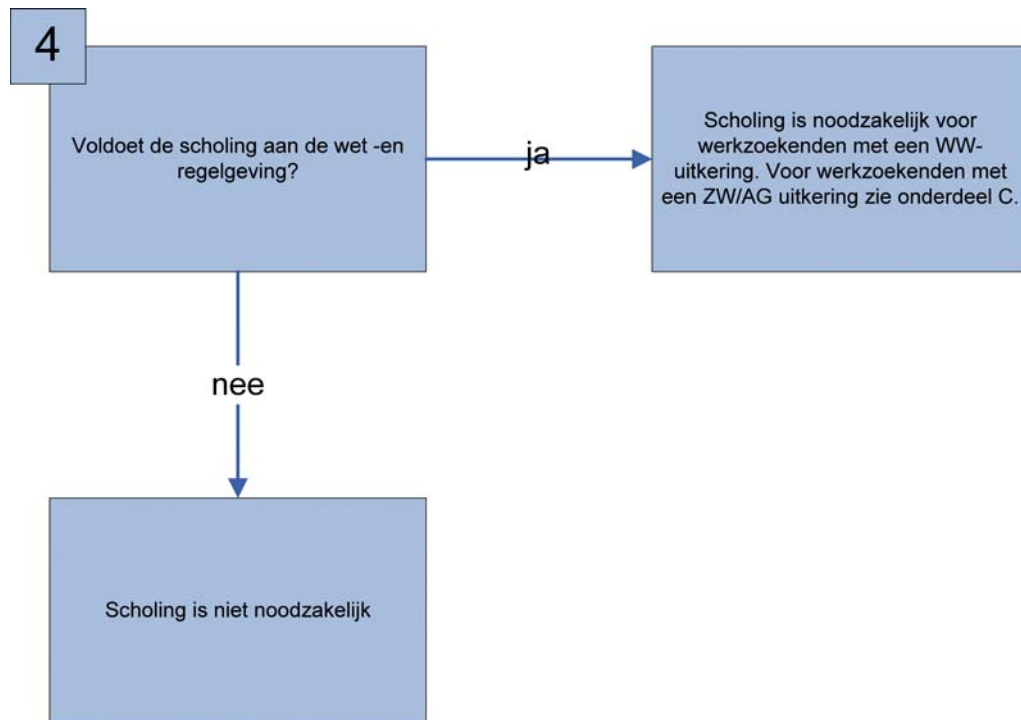 4
Voldoet de scholing aan de wet -en
regelgeving?
ja
Scholing is noodzakelijk voor
werkzoekenden met een WW-
uitkering. Voor werkzoekenden met
een ZW/AG uitkering zie onderdeel C.
nee
Scholing is niet noodzakelijk